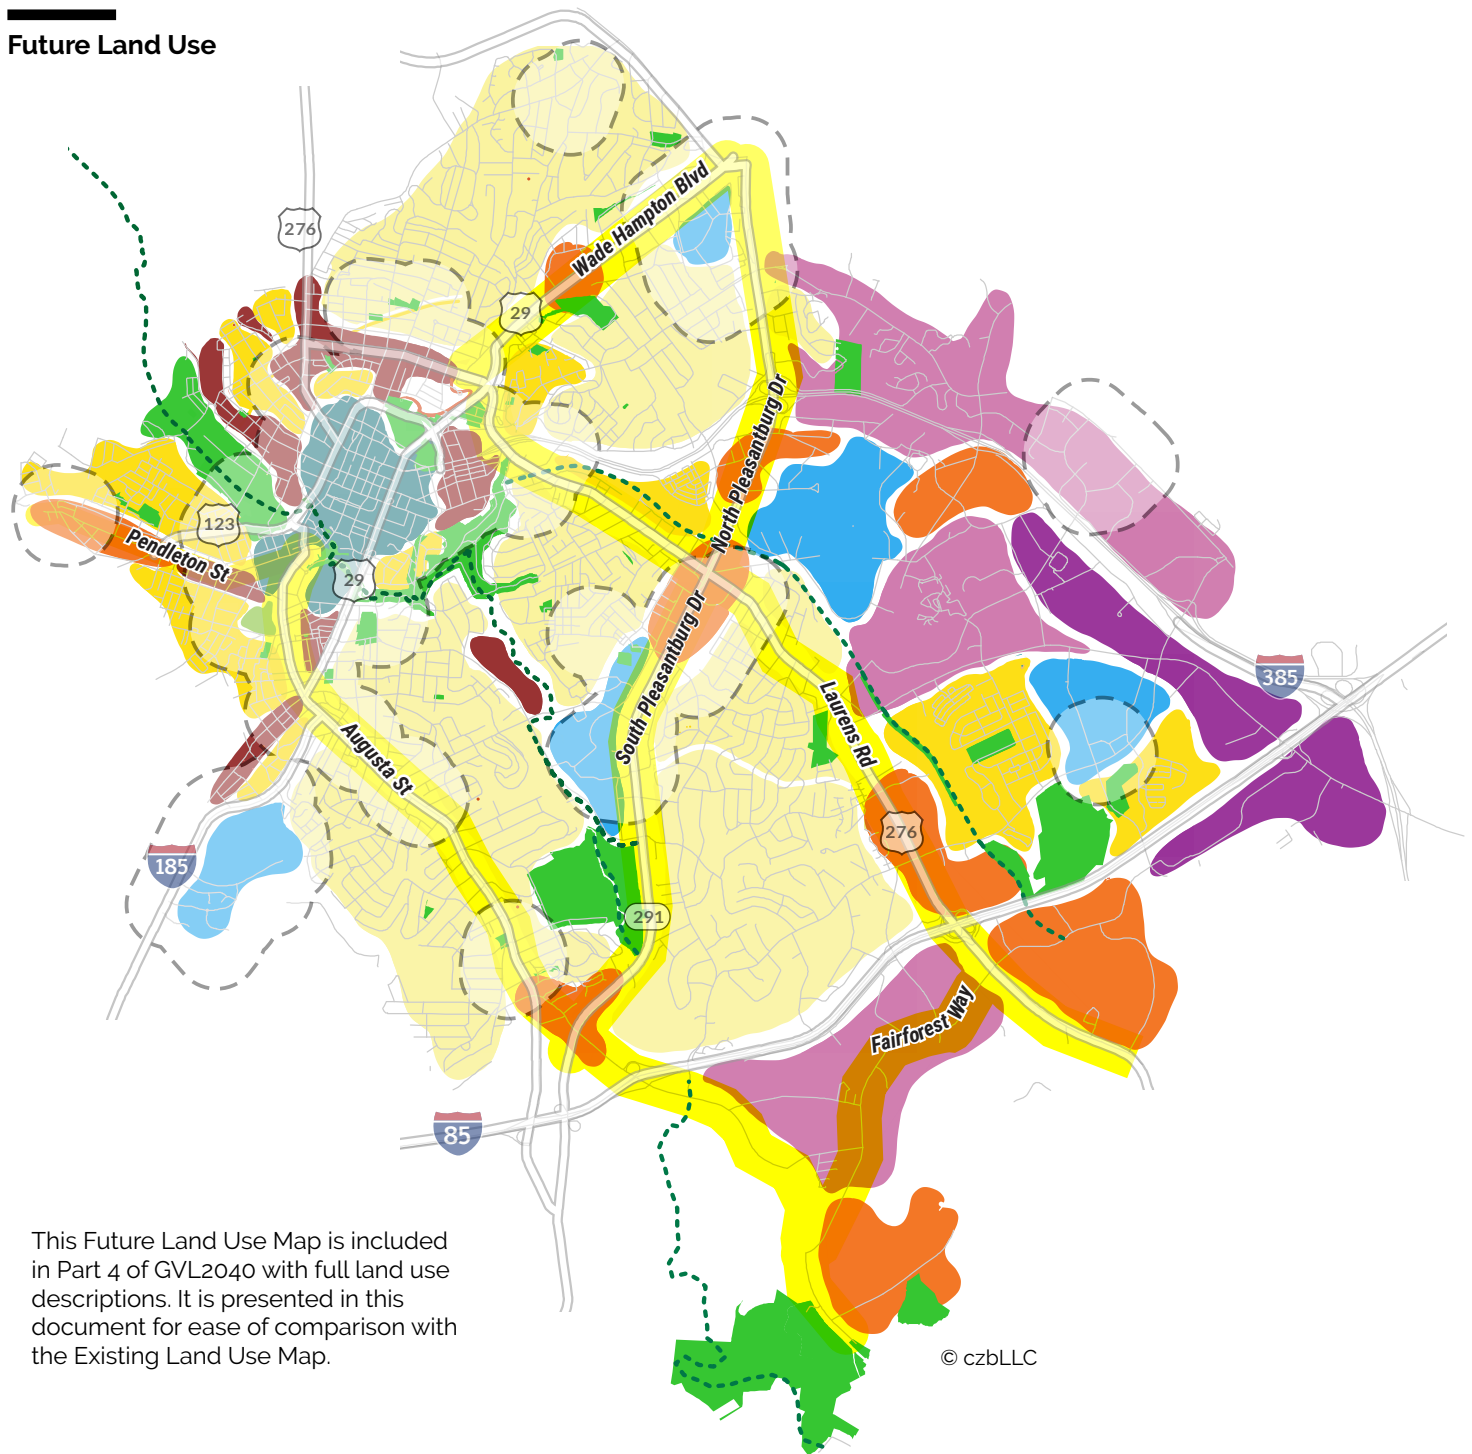 Future Land Use
Wade Hampton Blvd
276
29
North Pleasantburg Dr
123
Pendleton St
29
South Pleasantburg Dr
385
Laurens Rd
Augusta St
276
185
291
Fairforest Way
85
This Future Land Use Map is included
in Part 4 of GVL2040 with full land use
descriptions. It is presented in this
document for ease of comparison with
the Existing Land Use Map.
© czbLLC